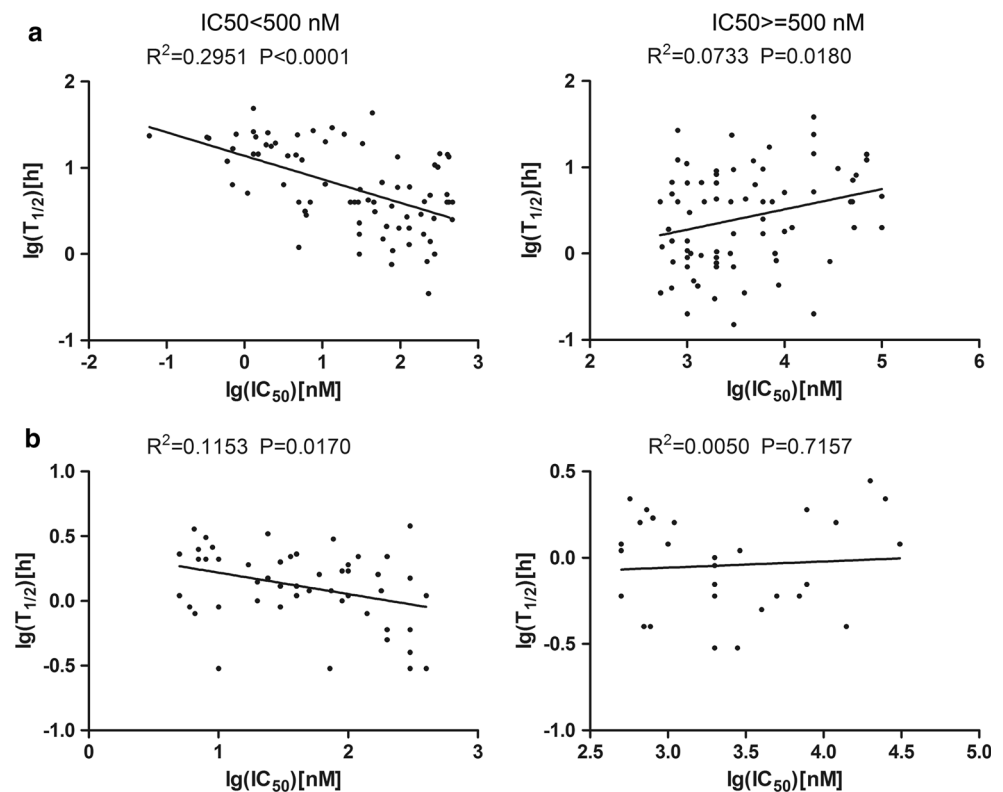 a
IC50<500 nM
R²=0.2951 P<0.0001
2
1
0
-1
lg(T₁/₂)[h]
-2 -1 0 1 2 3
lg(IC₅₀)[nM]
IC50>=500 nM
R²=0.0733 P=0.0180
2
1
0
-1
lg(T₁/₂)[h]
2 3 4 5 6
lg(IC₅₀)[nM]
b
R²=0.1153 P=0.0170
1.0
0.5
0.0
-0.5
-1.0
lg(T₁/₂)[h]
0 1 2 3
lg(IC₅₀)[nM]
R²=0.0050 P=0.7157
0.5
0.0
-0.5
-1.0
lg(T₁/₂)[h]
2.5 3.0 3.5 4.0 4.5 5.0
lg(IC₅₀)[nM]